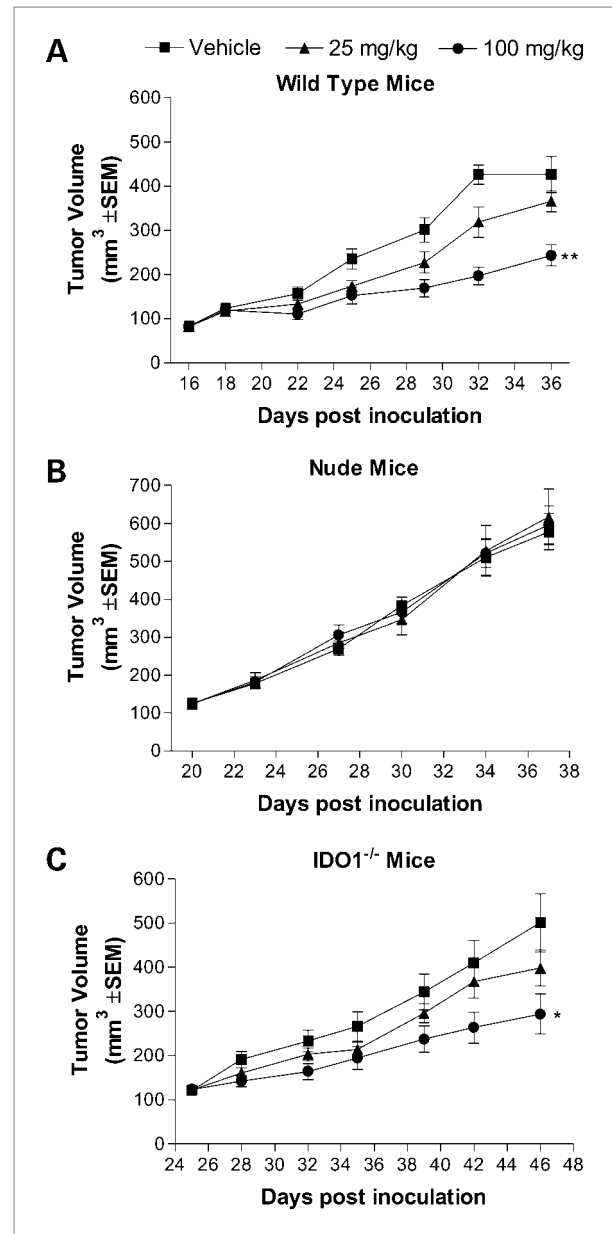 A
Vehicle 25 mg/kg 100 mg/kg
Wild Type Mice
Tumor Volume
(mm³ ±SEM)
600
500
400
300
200
100
0
**
16 18 20 22 24 26 28 30 32 34 36
Days post inoculation
B
Nude Mice
Tumor Volume
(mm³ ±SEM)
700
600
500
400
300
200
100
0
20 22 24 26 28 30 32 34 36 38
Days post inoculation
C
IDO1⁻/⁻ Mice
Tumor Volume
(mm³ ±SEM)
600
500
400
300
200
100
0
*
24 26 28 30 32 34 36 38 40 42 44 46 48
Days post inoculation